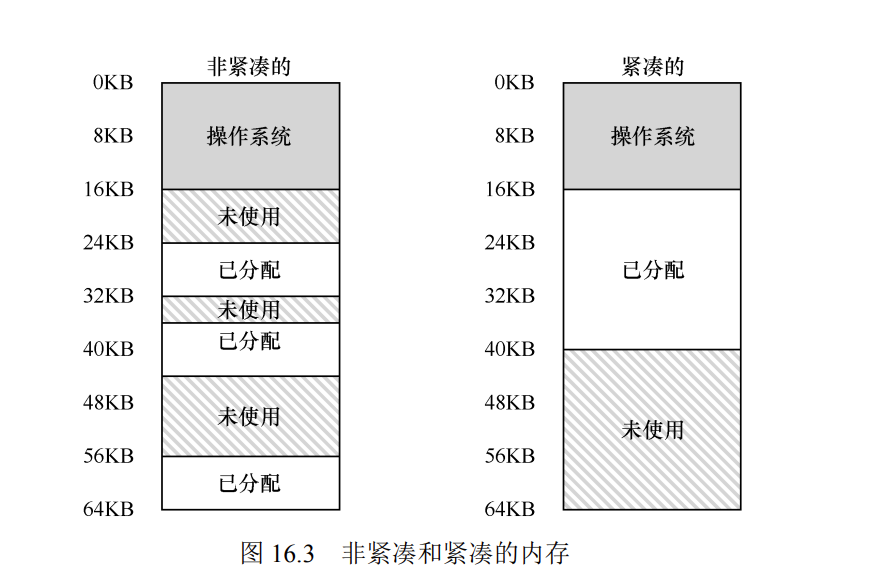 非紧凑的
0KB
操作系统
8KB
16KB
未使用
24KB
已分配
32KB
未使用
已分配
40KB
48KB
未使用
56KB
已分配
64KB
紧凑的
0KB
操作系统
8KB
16KB
24KB
已分配
32KB
40KB
48KB
未使用
56KB
64KB
图 16.3 非紧凑和紧凑的内存